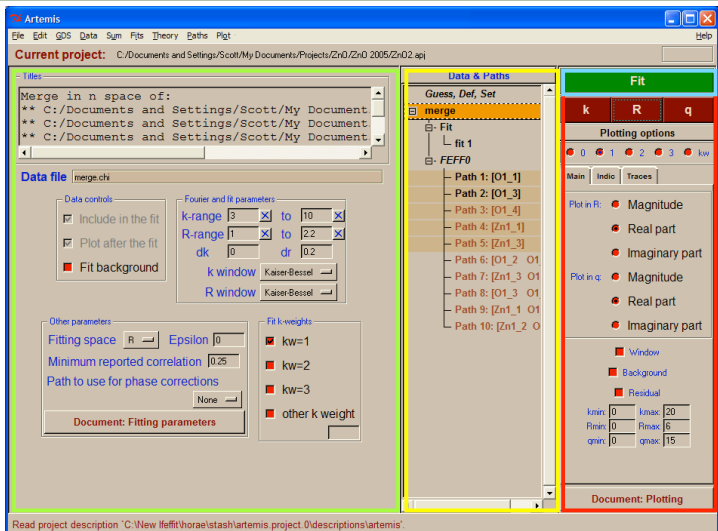 Artemis
File Edit GDS Data Sum Fits Theory Paths Plot Help
Current project: C:/Documents and Settings/Scott/My Documents/Projects/ZnO/ZnO 2005/ZnO2.apj
Titles
Merge in n space of:
** C:/Documents and Settings/Scott/My Document
** C:/Documents and Settings/Scott/My Document
** C:/Documents and Settings/Scott/My Document
Data file merge.chi
Data controls
Include in the fit
Plot after the fit
Fit background
Fourier and fit parameters
k-range 3 to 10
R-range 1 to 2.2
dk 0 dr 0.2
k window Kaiser-Bessel
R window Kaiser-Bessel
Other parameters
Fitting space R Epsilon 0
Minimum reported correlation 0.25
Path to use for phase corrections
None
Document: Fitting parameters
Fit k-weights
kw=1
kw=2
kw=3
other k weight
Data & Paths
Guess, Def, Set
merge
Fit
fit 1
FEFF0
Path 1: [O1_1]
Path 2: [O1_3]
Path 3: [O1_4]
Path 4: [Zn1_1]
Path 5: [Zn1_3]
Path 6: [O1_2 O1
Path 7: [Zn1_3 O1
Path 8: [O1_3 O1
Path 9: [Zn1_1 O1
Path 10: [Zn1_2 O
Fit
k R q
Plotting options
0 1 2 3 kw
Main Indic Traces
Plot in R: Magnitude
Real part
Imaginary part
Plot in q: Magnitude
Real part
Imaginary part
Window
Background
Residual
kmin: 0 kmax: 20
Rmin: 0 Rmax: 6
qmin: 0 qmax: 15
Document: Plotting
Read project description `C:\New Ifeffit\horae\stash\artemis.project.0\descriptions\artemis'.